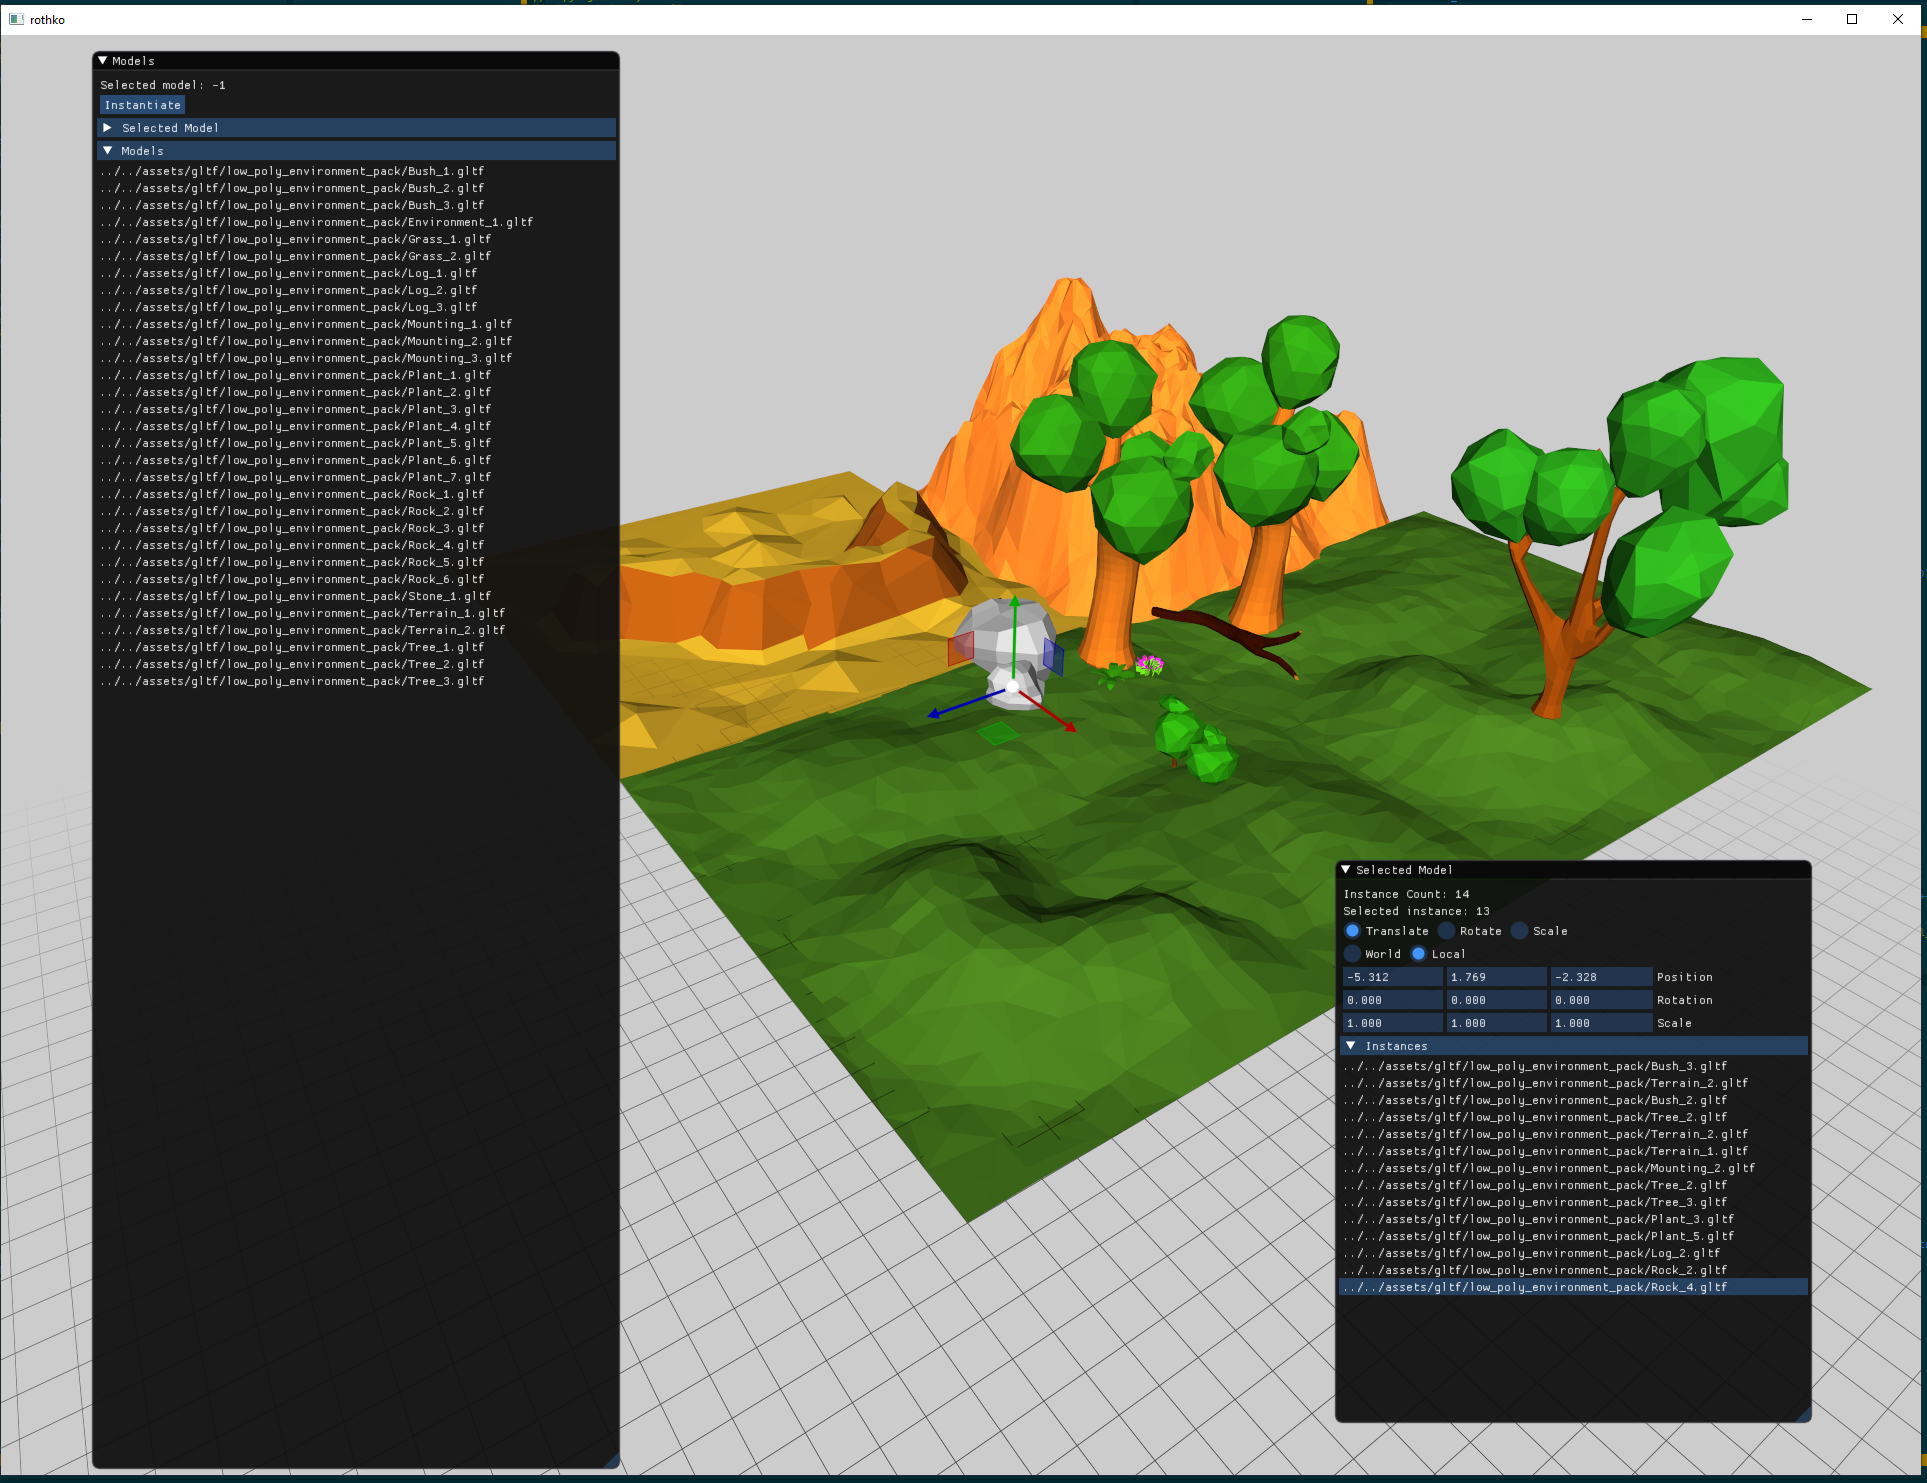 rothko
Models
Selected model: -1
Instantiate
Selected Model
Models
../../assets/gltf/low_poly_environment_pack/Bush_1.gltf
../../assets/gltf/low_poly_environment_pack/Bush_2.gltf
../../assets/gltf/low_poly_environment_pack/Bush_3.gltf
../../assets/gltf/low_poly_environment_pack/Environment_1.gltf
../../assets/gltf/low_poly_environment_pack/Grass_1.gltf
../../assets/gltf/low_poly_environment_pack/Grass_2.gltf
../../assets/gltf/low_poly_environment_pack/Log_1.gltf
../../assets/gltf/low_poly_environment_pack/Log_2.gltf
../../assets/gltf/low_poly_environment_pack/Log_3.gltf
../../assets/gltf/low_poly_environment_pack/Mounting_1.gltf
../../assets/gltf/low_poly_environment_pack/Mounting_2.gltf
../../assets/gltf/low_poly_environment_pack/Mounting_3.gltf
../../assets/gltf/low_poly_environment_pack/Plant_1.gltf
../../assets/gltf/low_poly_environment_pack/Plant_2.gltf
../../assets/gltf/low_poly_environment_pack/Plant_3.gltf
../../assets/gltf/low_poly_environment_pack/Plant_4.gltf
../../assets/gltf/low_poly_environment_pack/Plant_5.gltf
../../assets/gltf/low_poly_environment_pack/Plant_6.gltf
../../assets/gltf/low_poly_environment_pack/Plant_7.gltf
../../assets/gltf/low_poly_environment_pack/Rock_1.gltf
../../assets/gltf/low_poly_environment_pack/Rock_2.gltf
../../assets/gltf/low_poly_environment_pack/Rock_3.gltf
../../assets/gltf/low_poly_environment_pack/Rock_4.gltf
../../assets/gltf/low_poly_environment_pack/Rock_5.gltf
../../assets/gltf/low_poly_environment_pack/Rock_6.gltf
../../assets/gltf/low_poly_environment_pack/Stone_1.gltf
../../assets/gltf/low_poly_environment_pack/Terrain_1.gltf
../../assets/gltf/low_poly_environment_pack/Terrain_2.gltf
../../assets/gltf/low_poly_environment_pack/Tree_1.gltf
../../assets/gltf/low_poly_environment_pack/Tree_2.gltf
../../assets/gltf/low_poly_environment_pack/Tree_3.gltf
Selected Model
Instance Count: 14
Selected instance: 13
Translate Rotate Scale
World Local
-5.312 1.769 -2.328 Position
0.000 0.000 0.000 Rotation
1.000 1.000 1.000 Scale
Instances
../../assets/gltf/low_poly_environment_pack/Bush_3.gltf
../../assets/gltf/low_poly_environment_pack/Terrain_2.gltf
../../assets/gltf/low_poly_environment_pack/Bush_2.gltf
../../assets/gltf/low_poly_environment_pack/Tree_2.gltf
../../assets/gltf/low_poly_environment_pack/Terrain_2.gltf
../../assets/gltf/low_poly_environment_pack/Terrain_1.gltf
../../assets/gltf/low_poly_environment_pack/Mounting_2.gltf
../../assets/gltf/low_poly_environment_pack/Tree_2.gltf
../../assets/gltf/low_poly_environment_pack/Tree_3.gltf
../../assets/gltf/low_poly_environment_pack/Plant_3.gltf
../../assets/gltf/low_poly_environment_pack/Plant_5.gltf
../../assets/gltf/low_poly_environment_pack/Log_2.gltf
../../assets/gltf/low_poly_environment_pack/Rock_2.gltf
../../assets/gltf/low_poly_environment_pack/Rock_4.gltf